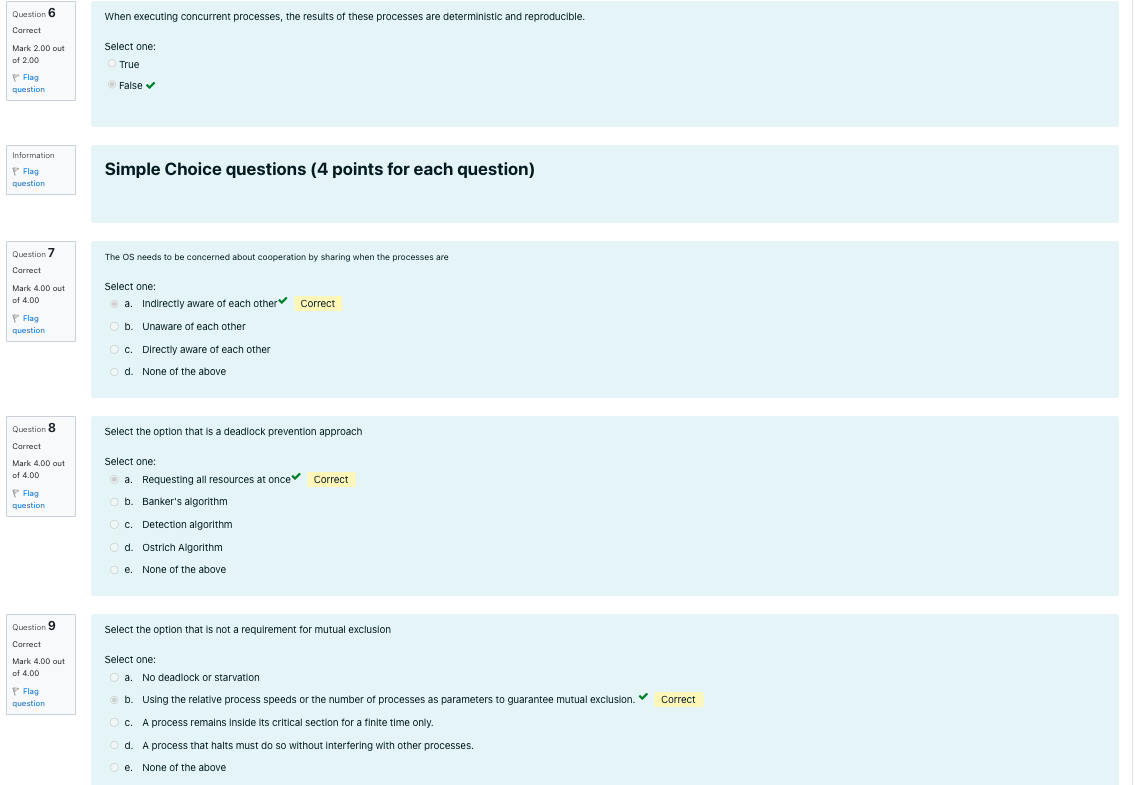 Question 6
Correct
Mark 2.00 out
of 2.00
Flag
question
When executing concurrent processes, the results of these processes are deterministic and reproducible.
Select one:
True
False
Information
Flag
question
Simple Choice questions (4 points for each question)
Question 7
Correct
Mark 4.00 out
of 4.00
Flag
question
The OS needs to be concerned about cooperation by sharing when the processes are
Select one:
a. Indirectly aware of each other Correct
b. Unaware of each other
c. Directly aware of each other
d. None of the above
Question 8
Correct
Mark 4.00 out
of 4.00
Flag
question
Select the option that is a deadlock prevention approach
Select one:
a. Requesting all resources at once Correct
b. Banker's algorithm
c. Detection algorithm
d. Ostrich Algorithm
e. None of the above
Question 9
Correct
Mark 4.00 out
of 4.00
Flag
question
Select the option that is not a requirement for mutual exclusion
Select one:
a. No deadlock or starvation
b. Using the relative process speeds or the number of processes as parameters to guarantee mutual exclusion. Correct
c. A process remains inside its critical section for a finite time only.
d. A process that halts must do so without interfering with other processes.
e. None of the above